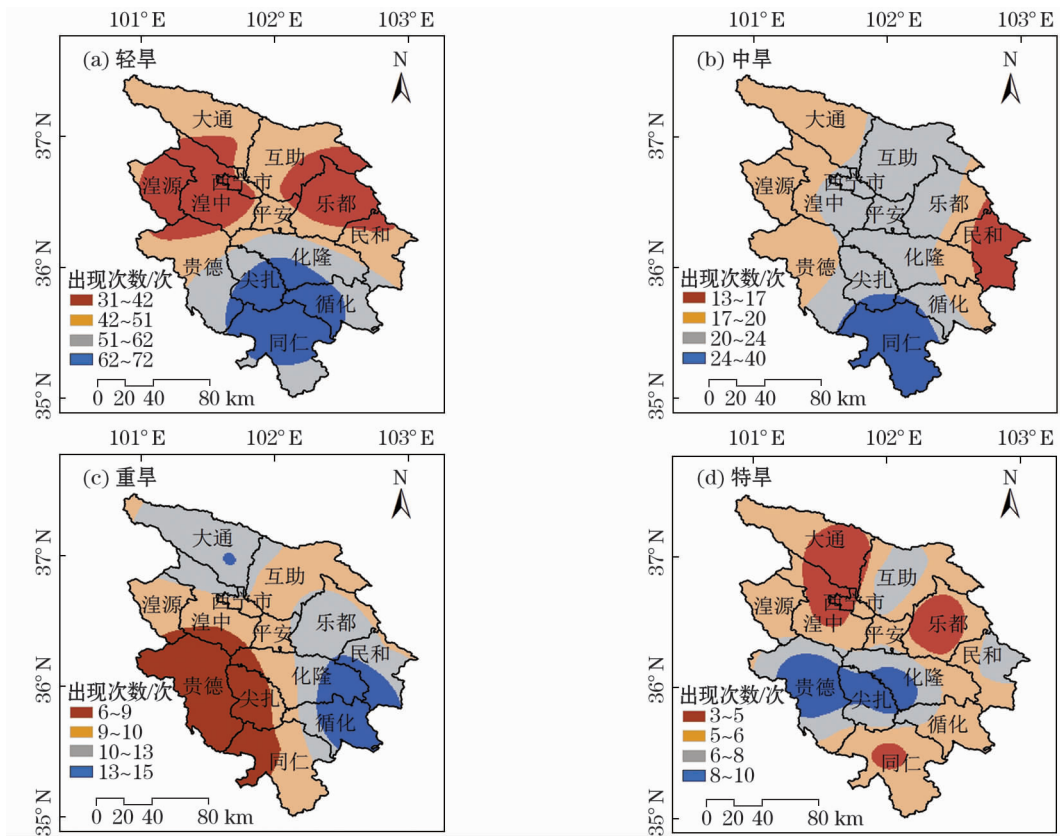 101° E 102° E 103° E
(a) 轻旱
N
37° N
36° N
35° N
大通
互助
湟源
西宁市
湟中
乐都
平安
民和
贵德
化隆
尖扎
循化
同仁
出现次数/次
31~42
42~51
51~62
62~72
0 20 40 80 km
101° E 102° E 103° E
(b) 中旱
N
37° N
36° N
35° N
大通
互助
湟源
西宁市
湟中
乐都
平安
民和
贵德
化隆
尖扎
循化
同仁
出现次数/次
13~17
17~20
20~24
24~40
0 20 40 80 km
101° E 102° E 103° E
(c) 重旱
N
37° N
36° N
35° N
大通
互助
湟源
西宁市
湟中
乐都
平安
民和
贵德
化隆
尖扎
循化
同仁
出现次数/次
6~9
9~10
10~13
13~15
0 20 40 80 km
101° E 102° E 103° E
(d) 特旱
N
37° N
36° N
35° N
大通
互助
湟源
西宁市
湟中
乐都
平安
民和
贵德
化隆
尖扎
循化
同仁
出现次数/次
3~5
5~6
6~8
8~10
0 20 40 80 km